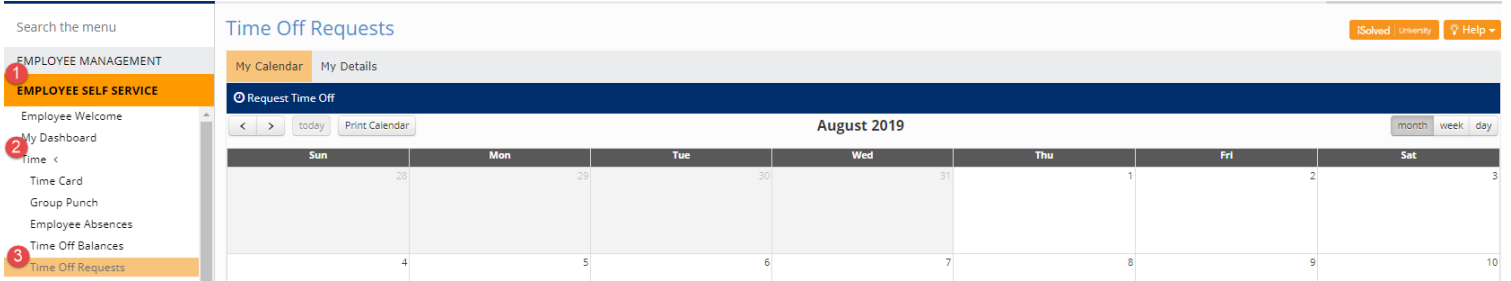 Search the menu
EMPLOYEE MANAGEMENT
1
EMPLOYEE SELF SERVICE
Employee Welcome
My Dashboard
2
Time <
Time Card
Group Punch
Employee Absences
Time Off Balances
3
Time Off Requests
Time Off Requests
iSolved University
Help
My Calendar My Details
Request Time Off
< > today Print Calendar August 2019 month week day
Sun Mon Tue Wed Thu Fri Sat
28 29 30 31 1 2 3
4 5 6 7 8 9 10